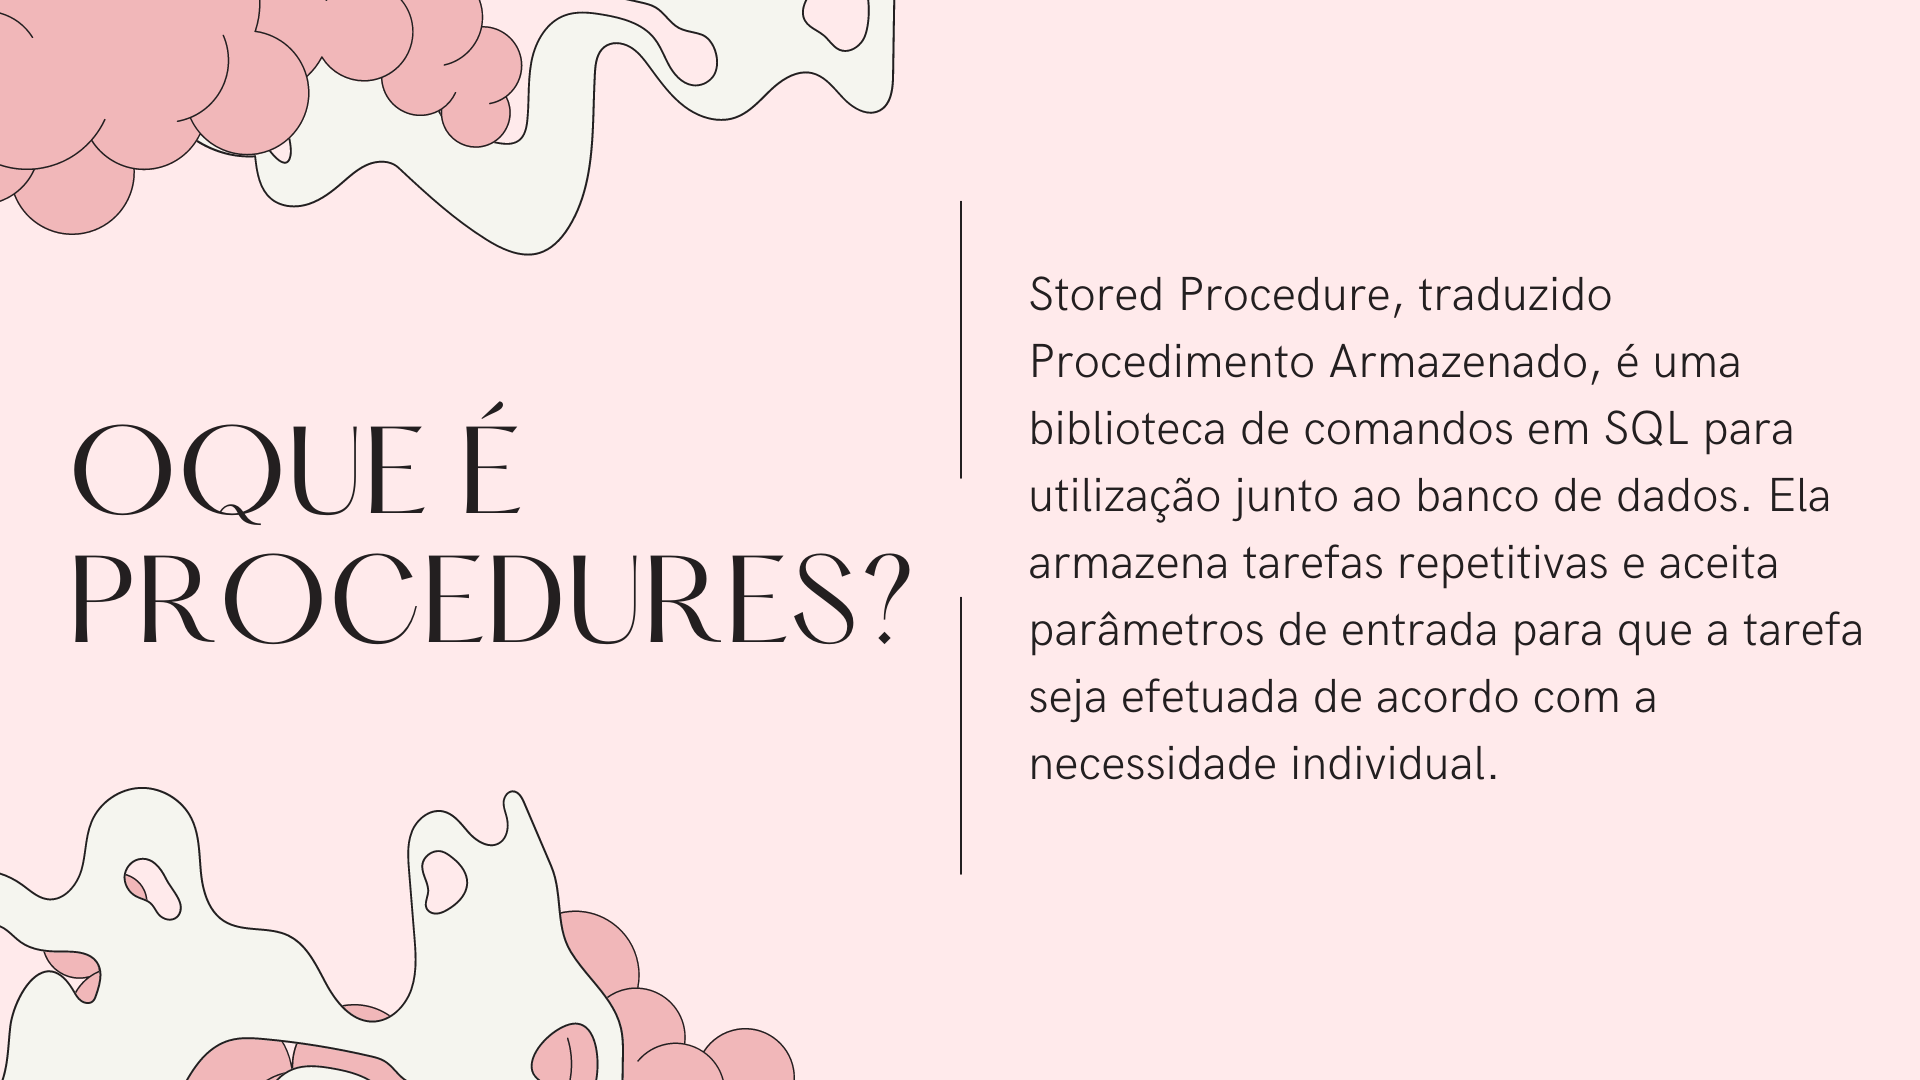 OQUE É
PROCEDURES?
Stored Procedure, traduzido
Procedimento Armazenado, é uma
biblioteca de comandos em SQL para
utilização junto ao banco de dados. Ela
armazena tarefas repetitivas e aceita
parâmetros de entrada para que a tarefa
seja efetuada de acordo com a
necessidade individual.